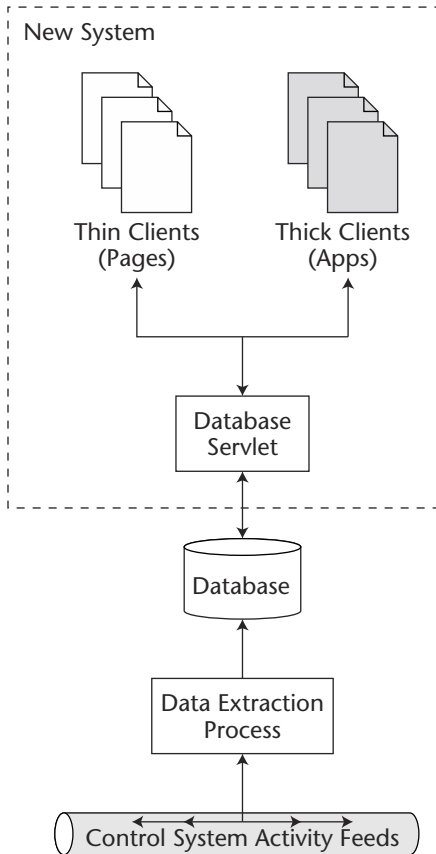 New System
Thin Clients
(Pages)
Thick Clients
(Apps)
Database
Servlet
Database
Data Extraction
Process
Control System Activity Feeds